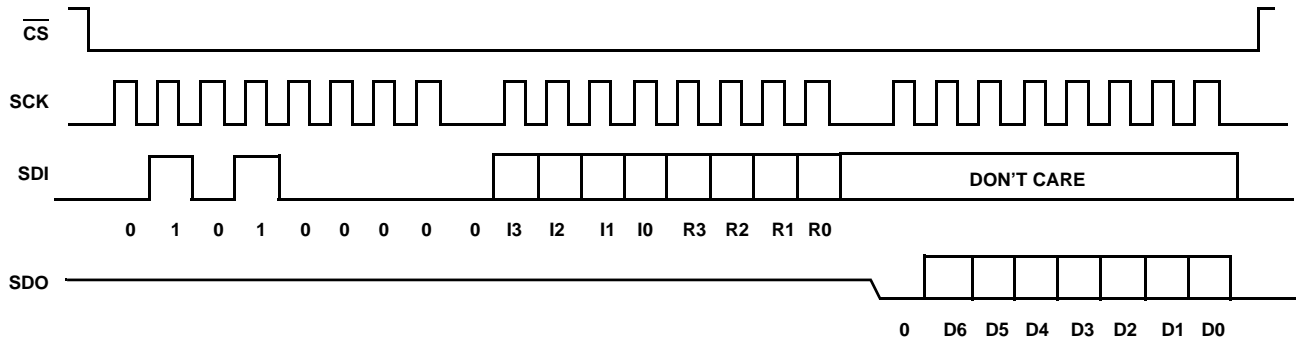 CS
SCK
SDI
DON'T CARE
0 1 0 1 0 0 0 0 0 I3 I2 I1 I0 R3 R2 R1 R0
SDO
0 D6 D5 D4 D3 D2 D1 D0